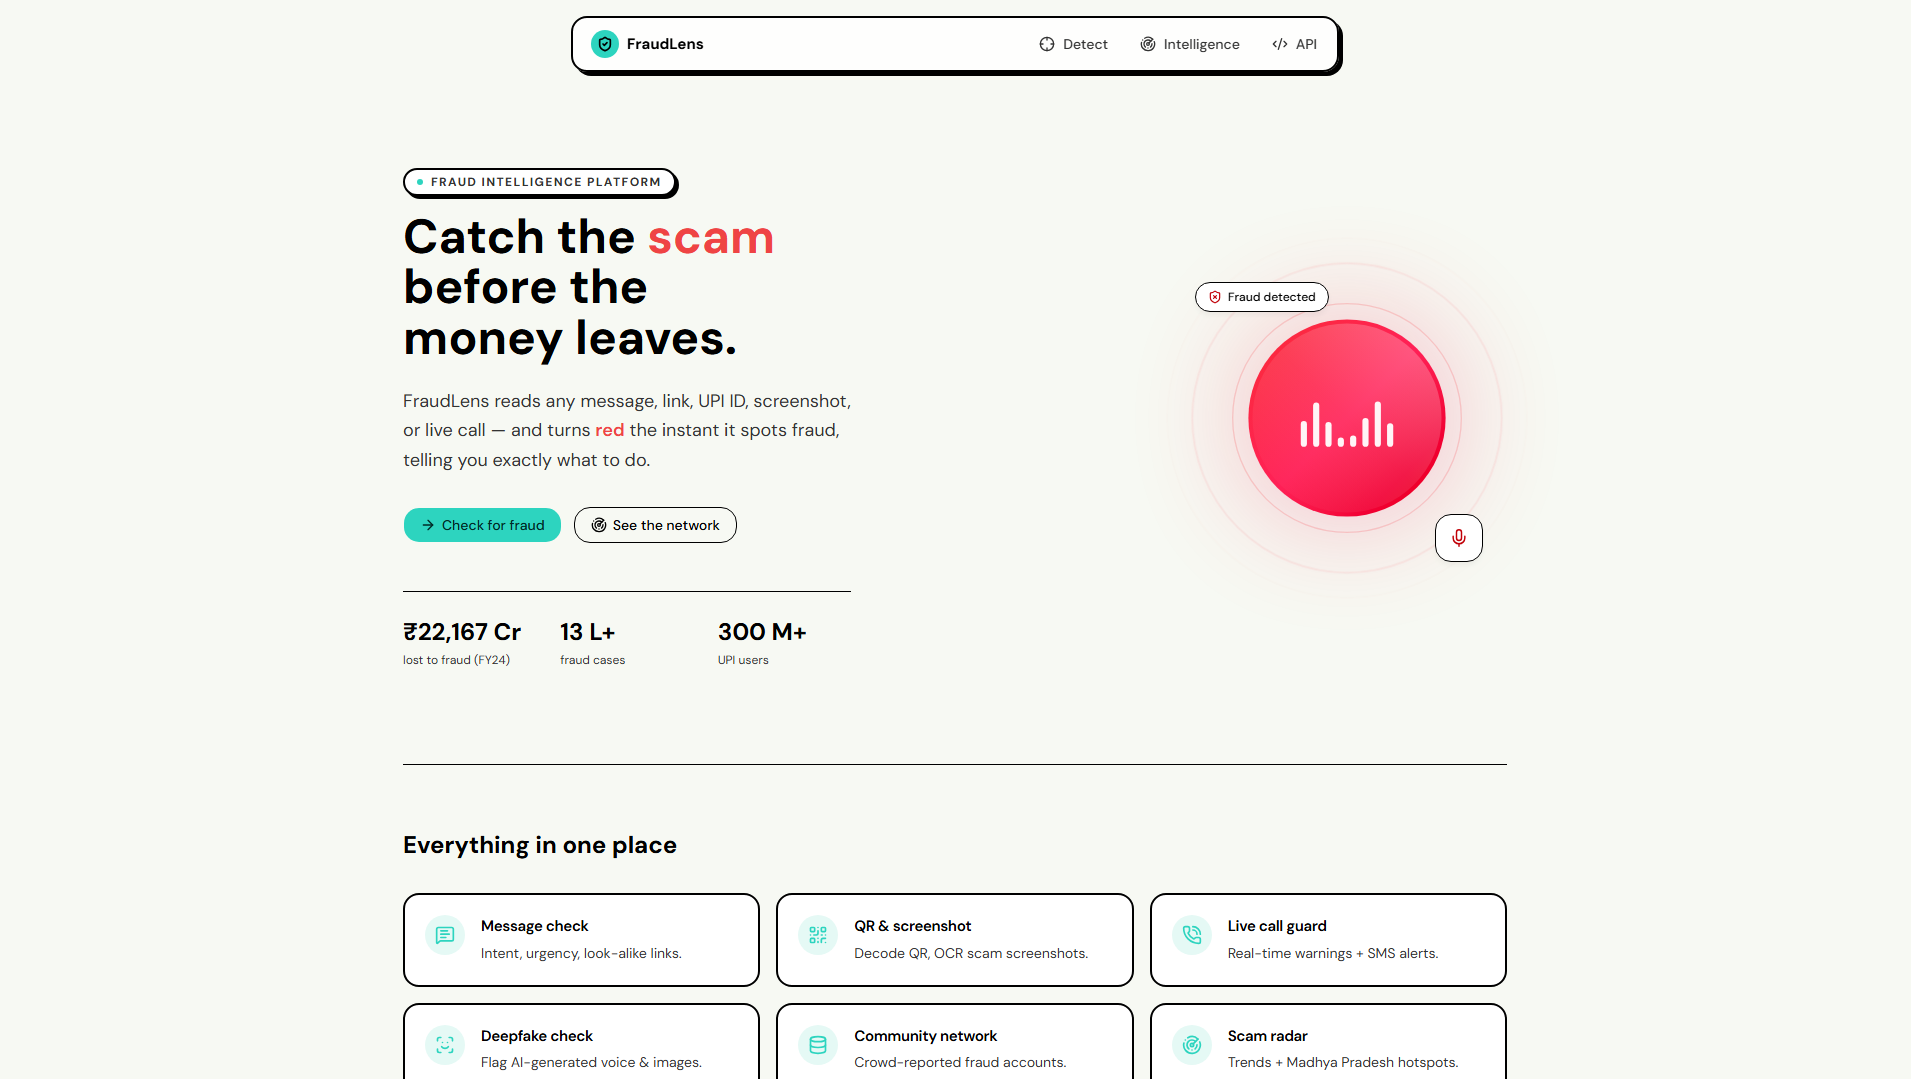 FraudLens
Detect
Intelligence
API
FRAUD INTELLIGENCE PLATFORM
Catch the scam
before the
money leaves.
FraudLens reads any message, link, UPI ID, screenshot,
or live call — and turns red the instant it spots fraud,
telling you exactly what to do.
Check for fraud
See the network
₹22,167 Cr
lost to fraud (FY24)
13 L+
fraud cases
300 M+
UPI users
Fraud detected
Everything in one place
Message check
Intent, urgency, look-alike links.
QR & screenshot
Decode QR, OCR scam screenshots.
Live call guard
Real-time warnings + SMS alerts.
Deepfake check
Flag AI-generated voice & images.
Community network
Crowd-reported fraud accounts.
Scam radar
Trends + Madhya Pradesh hotspots.